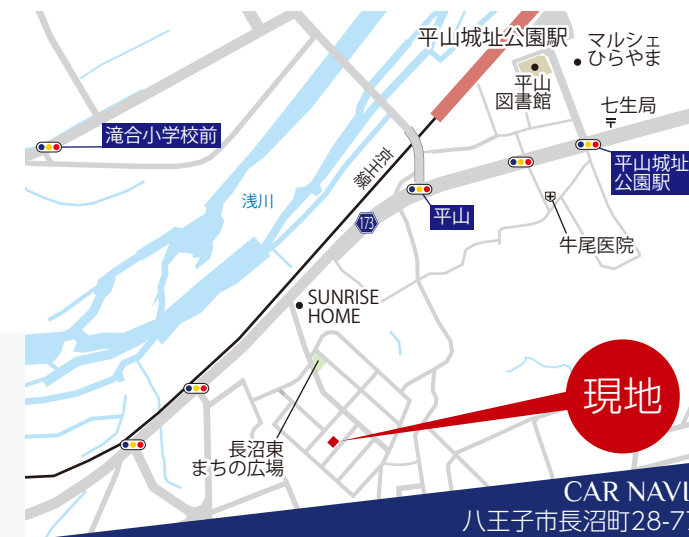 平山城址公園駅
マルシェ
ひらやま
平山
図書館
七生局
滝合小学校前
京王線
平山城址
公園駅
浅川
平山
173
牛尾医院
SUNRISE
HOME
現地
長沼東
まちの広場
CAR NAVI
八王子市長沼町28-7